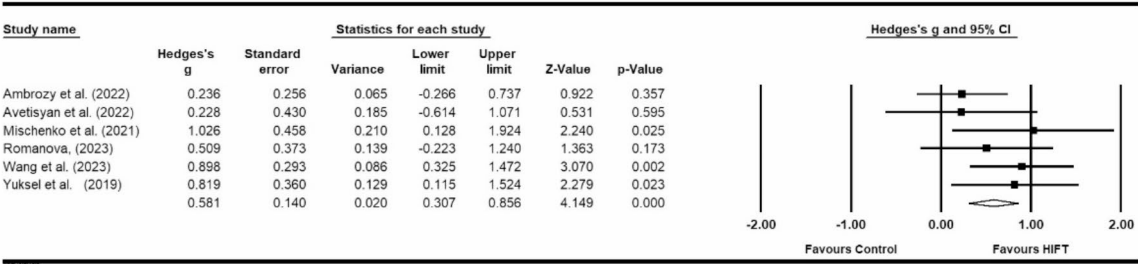 Study name Statistics for each study Hedges's g and 95% CI
Hedges's g Standard error Variance Lower limit Upper limit Z-Value p-Value
Ambrozy et al. (2022) 0.236 0.256 0.065 -0.266 0.737 0.922 0.357
Avetisyan et al. (2022) 0.228 0.430 0.185 -0.614 1.071 0.531 0.595
Mischenko et al. (2021) 1.026 0.458 0.210 0.128 1.924 2.240 0.025
Romanova, (2023) 0.509 0.373 0.139 -0.223 1.240 1.363 0.173
Wang et al. (2023) 0.898 0.293 0.086 0.325 1.472 3.070 0.002
Yuksel et al. (2019) 0.819 0.360 0.129 0.115 1.524 2.279 0.023
0.581 0.140 0.020 0.307 0.856 4.149 0.000
-2.00 -1.00 0.00 1.00 2.00
Favours Control Favours HIFT